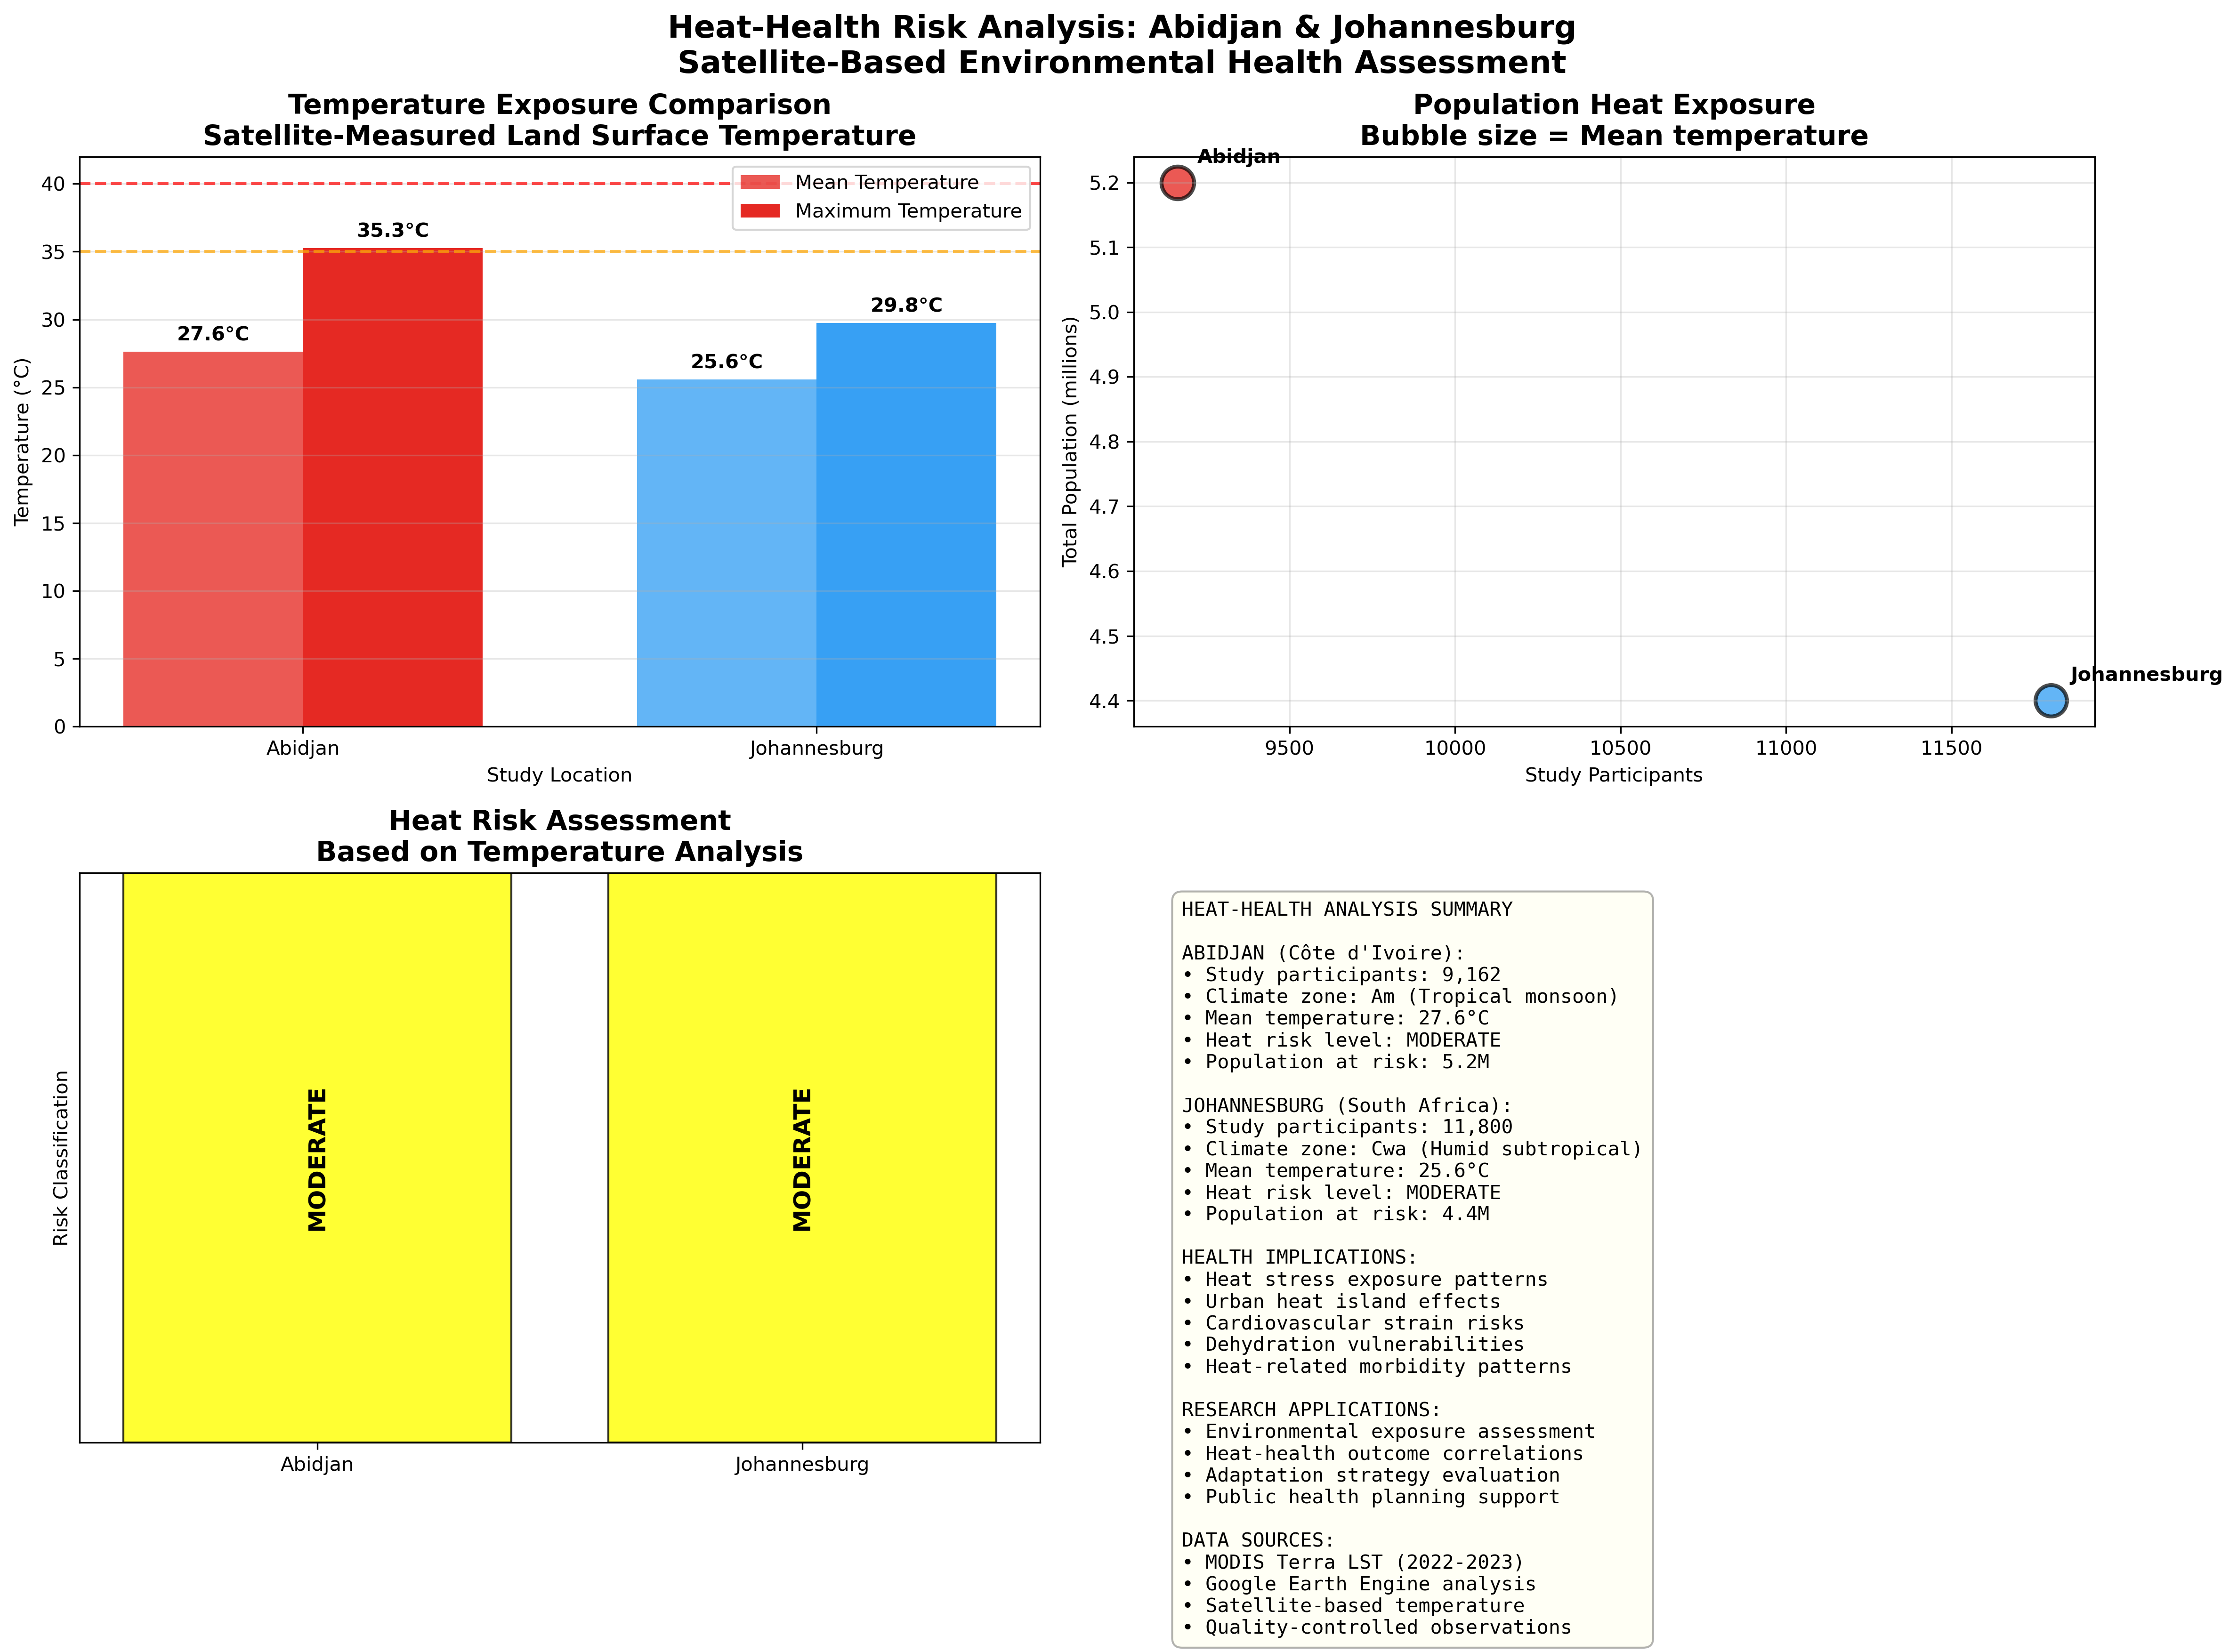 Heat-Health Risk Analysis: Abidjan & Johannesburg
Satellite-Based Environmental Health Assessment
Temperature Exposure Comparison
Satellite-Measured Land Surface Temperature
Temperature (°C)
40
35
30
25
20
15
10
5
0
Mean Temperature
Maximum Temperature
27.6°C
35.3°C
25.6°C
29.8°C
Abidjan
Johannesburg
Study Location
Population Heat Exposure
Bubble size = Mean temperature
Total Population (millions)
5.2
5.1
5.0
4.9
4.8
4.7
4.6
4.5
4.4
Abidjan
Johannesburg
9500
10000
10500
11000
11500
Study Participants
Heat Risk Assessment
Based on Temperature Analysis
Risk Classification
MODERATE
MODERATE
Abidjan
Johannesburg
HEAT-HEALTH ANALYSIS SUMMARY
ABIDJAN (Côte d'Ivoire):
• Study participants: 9,162
• Climate zone: Am (Tropical monsoon)
• Mean temperature: 27.6°C
• Heat risk level: MODERATE
• Population at risk: 5.2M
JOHANNESBURG (South Africa):
• Study participants: 11,800
• Climate zone: Cwa (Humid subtropical)
• Mean temperature: 25.6°C
• Heat risk level: MODERATE
• Population at risk: 4.4M
HEALTH IMPLICATIONS:
• Heat stress exposure patterns
• Urban heat island effects
• Cardiovascular strain risks
• Dehydration vulnerabilities
• Heat-related morbidity patterns
RESEARCH APPLICATIONS:
• Environmental exposure assessment
• Heat-health outcome correlations
• Adaptation strategy evaluation
• Public health planning support
DATA SOURCES:
• MODIS Terra LST (2022-2023)
• Google Earth Engine analysis
• Satellite-based temperature
• Quality-controlled observations